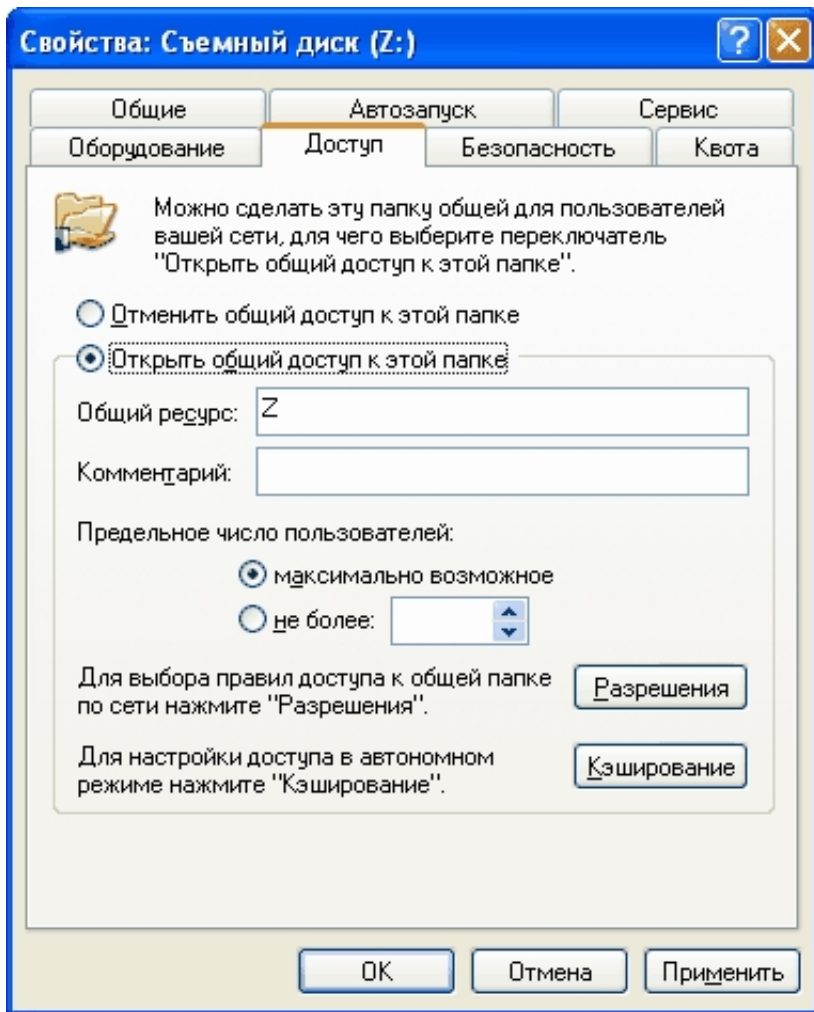 Свойства: Съемный диск (Z:)
Общие Автозапуск Сервис
Оборудование Доступ Безопасность Квота
Можно сделать эту папку общей для пользователей
вашей сети, для чего выберите переключатель
"Открыть общий доступ к этой папке".
Отменить общий доступ к этой папке
Открыть общий доступ к этой папке
Общий ресурс: Z
Комментарий:
Предельное число пользователей:
максимально возможное
не более:
Для выбора правил доступа к общей папке
по сети нажмите "Разрешения".
Разрешения
Для настройки доступа в автономном
режиме нажмите "Кэширование".
Кэширование
ОК Отмена Применить